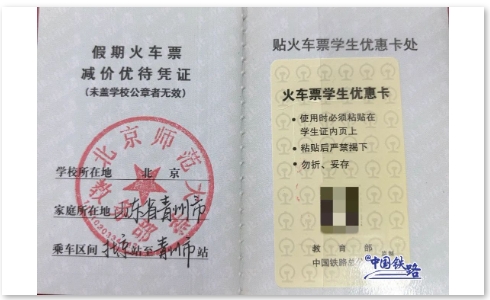 假期火车票
减价优待凭证
(未盖学校公章者无效)
北京师范大学
教务部
学校所在地 北京
家庭所在地 山东省青州市
乘车区间 北京站至青州市站
贴火车票学生优惠卡处
火车票学生优惠卡
• 使用时必须粘贴在
学生证内页上
• 粘贴后严禁揭下
• 勿折、妥存
教育部
中国铁路
@中国铁路